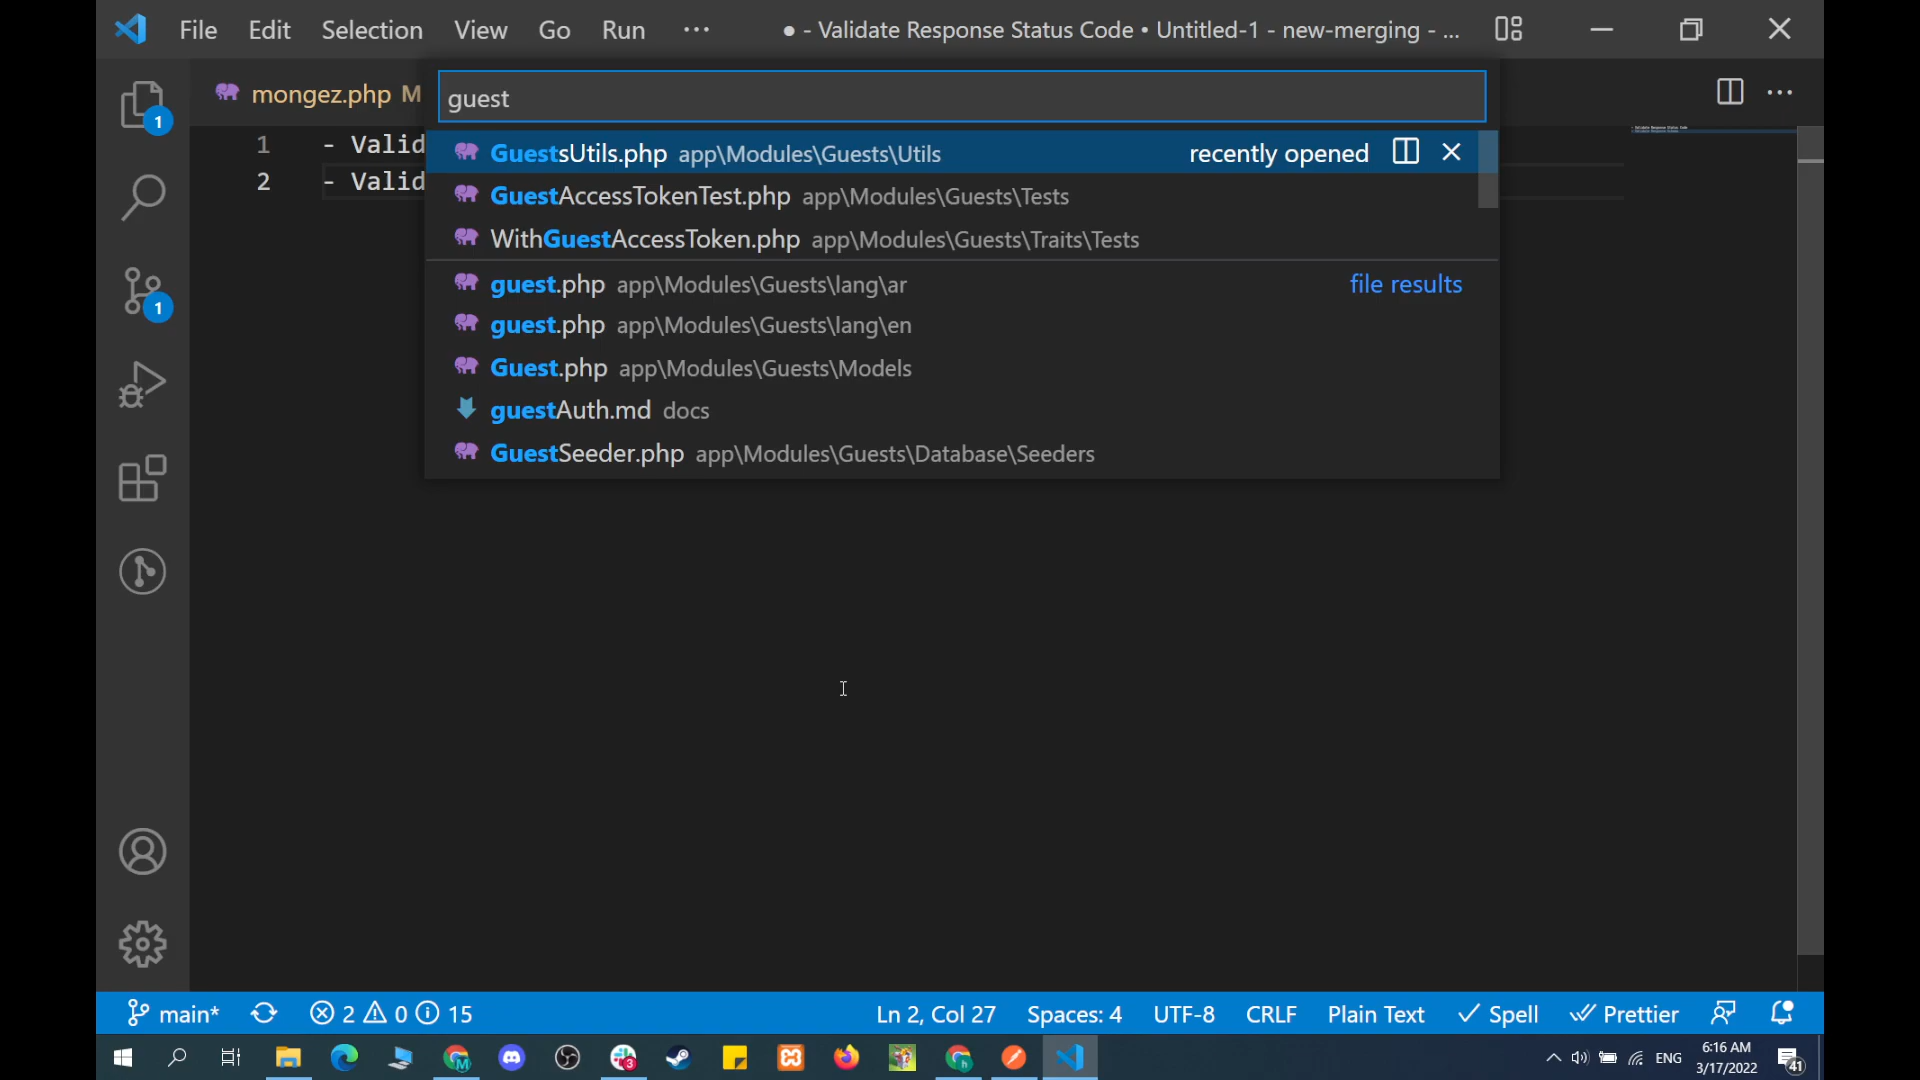 File Edit Selection View Go Run ··· ● - Validate Response Status Code • Untitled-1 - new-merging - ...
mongez.php M
guest
1 - Valid
2 - Valid
GuestsUtils.php app\Modules\Guests\Utils recently opened
GuestAccessTokenTest.php app\Modules\Guests\Tests
WithGuestAccessToken.php app\Modules\Guests\Traits\Tests
guest.php app\Modules\Guests\lang\ar file results
guest.php app\Modules\Guests\lang\en
Guest.php app\Modules\Guests\Models
guestAuth.md docs
GuestSeeder.php app\Modules\Guests\Database\Seeders
1
1
main* 2 0 15 Ln 2, Col 27 Spaces: 4 UTF-8 CRLF Plain Text Spell Prettier
3 ENG 6:16 AM
3/17/2022 41